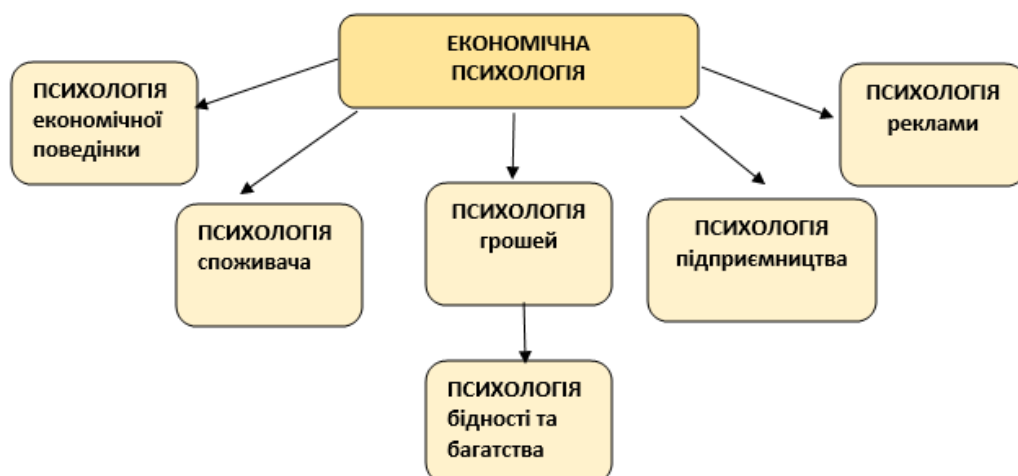 ЕКОНОМІЧНА
ПСИХОЛОГІЯ
ПСИХОЛОГІЯ
економічної
поведінки
ПСИХОЛОГІЯ
реклами
ПСИХОЛОГІЯ
споживача
ПСИХОЛОГІЯ
грошей
ПСИХОЛОГІЯ
підприємництва
ПСИХОЛОГІЯ
бідності та
багатства